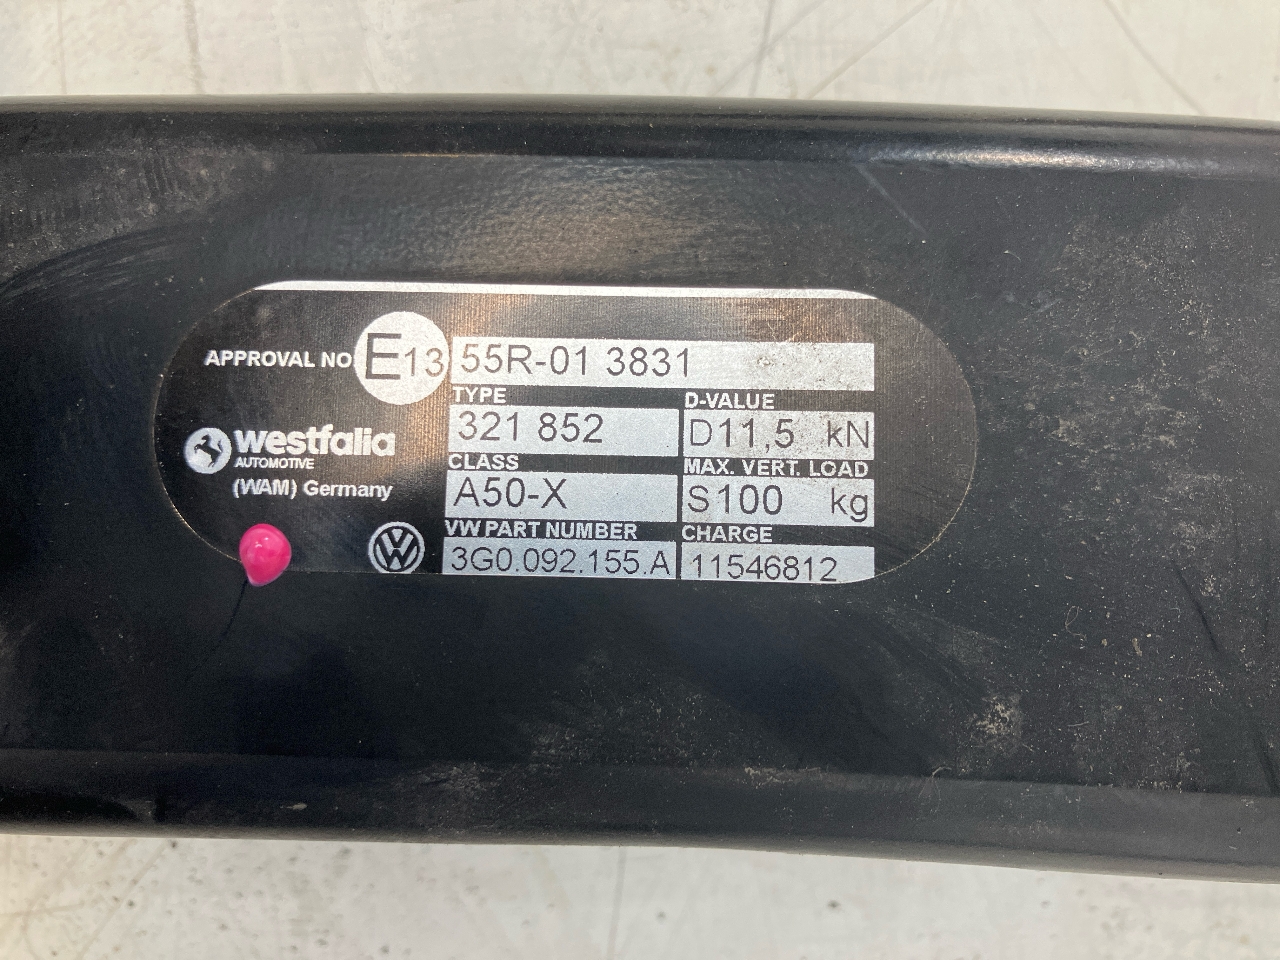 APPROVAL NO E13 55R-01 3831
TYPE D-VALUE
321 852 D11,5 kN
westfalia
AUTOMOTIVE
(WAM) Germany
CLASS MAX. VERT. LOAD
A50-X S100 kg
VW PART NUMBER CHARGE
3G0.092.155.A 11546812